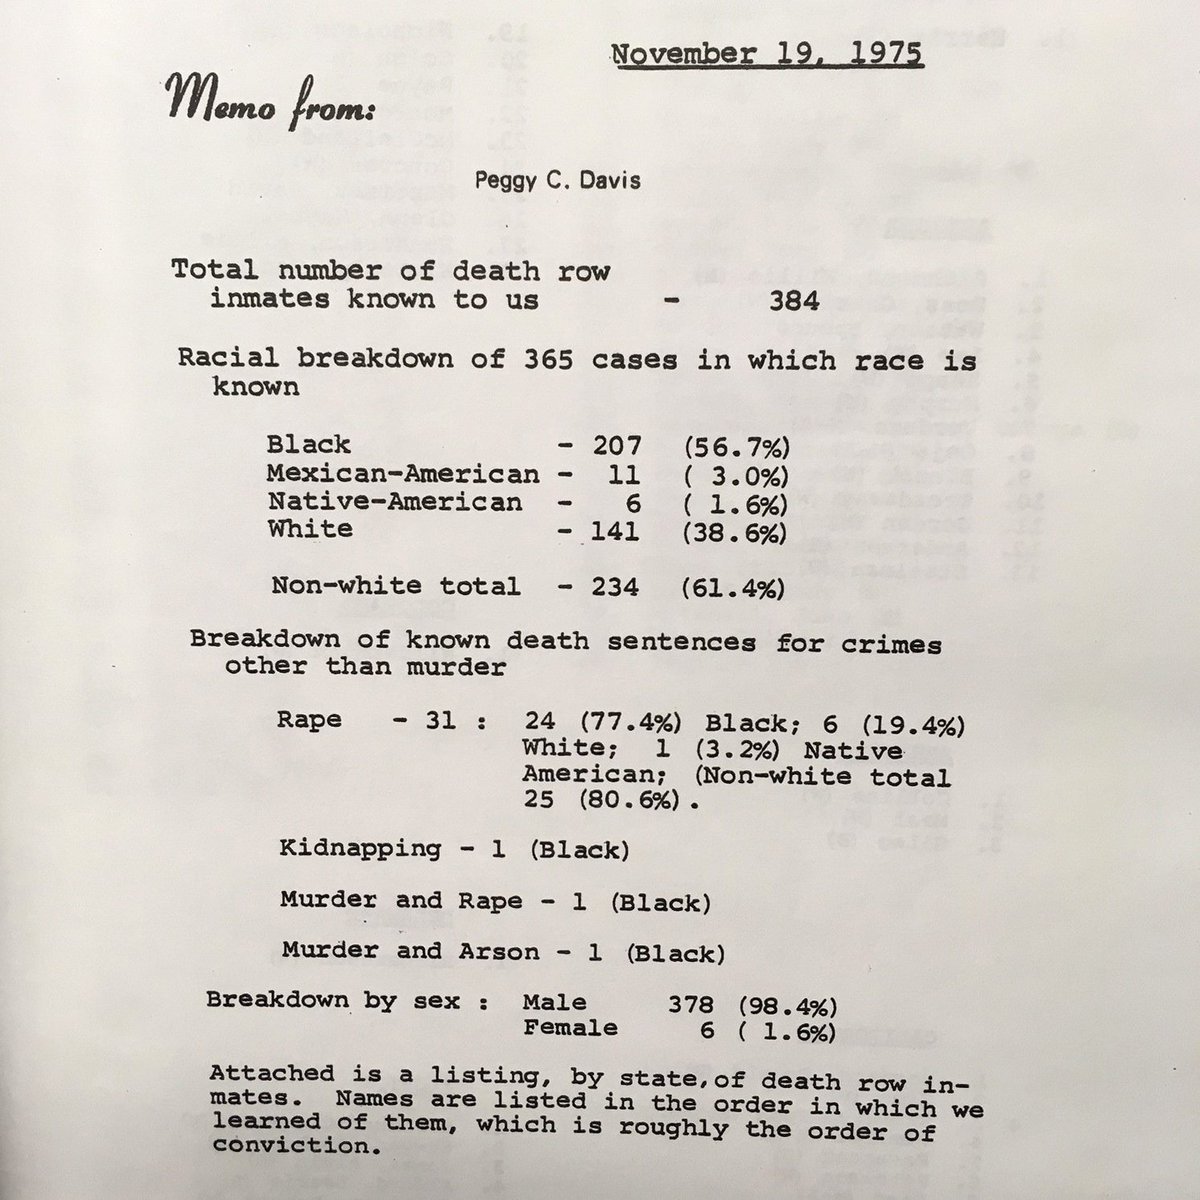 November 19, 1975
Memo from:
Peggy C. Davis
Total number of death row
inmates known to us - 384
Racial breakdown of 365 cases in which race is
known
Black - 207 (56.7%)
Mexican-American - 11 ( 3.0%)
Native-American - 6 ( 1.6%)
White - 141 (38.6%)
Non-white total - 234 (61.4%)
Breakdown of known death sentences for crimes
other than murder
Rape - 31 : 24 (77.4%) Black; 6 (19.4%)
White; 1 (3.2%) Native
American; (Non-white total
25 (80.6%).
Kidnapping - 1 (Black)
Murder and Rape - 1 (Black)
Murder and Arson - 1 (Black)
Breakdown by sex : Male 378 (98.4%)
Female 6 ( 1.6%)
Attached is a listing, by state, of death row in-
mates. Names are listed in the order in which we
learned of them, which is roughly the order of
conviction.